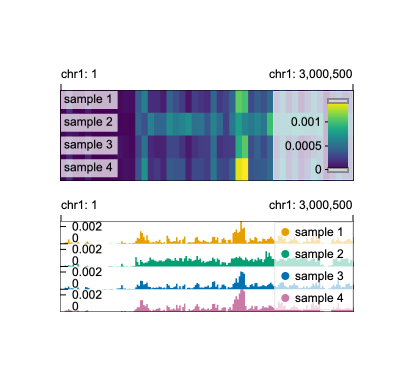 chr1: 1 chr1: 3,000,500
sample 1
sample 2 0.001
sample 3 0.0005
sample 4 0
chr1: 1 chr1: 3,000,500
0.002 sample 1
0
sample 2
0
0.002 sample 3
0
0.002 sample 4
0